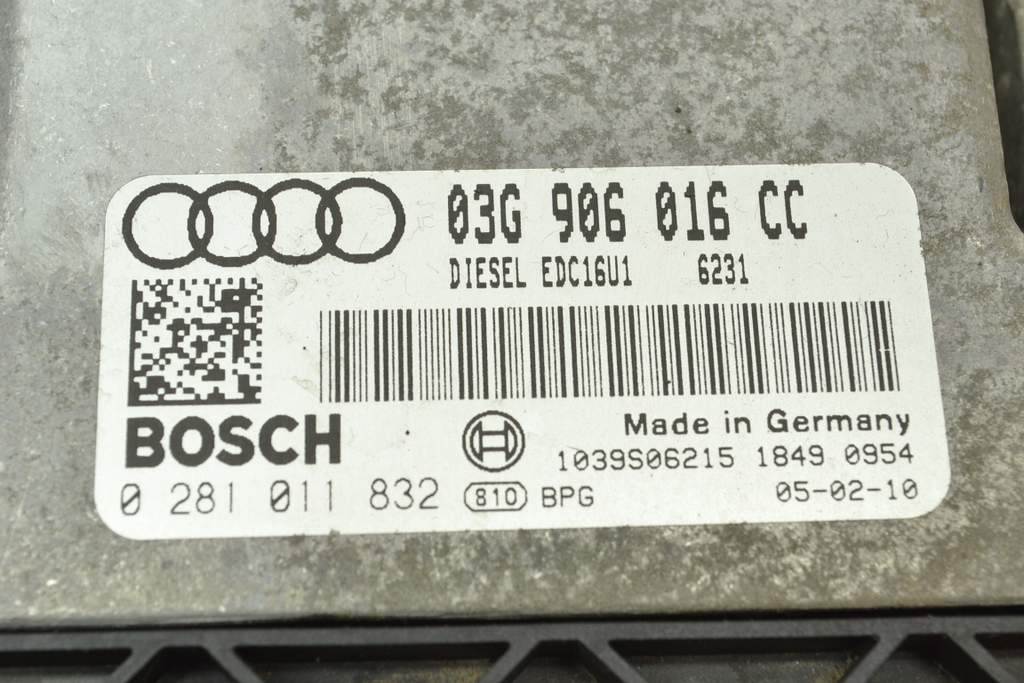 03G 906 016 CC
DIESEL EDC16U1 6231
BOSCH
Made in Germany
1039S06215 1849 0954
0 281 011 832 810 BPG 05-02-10